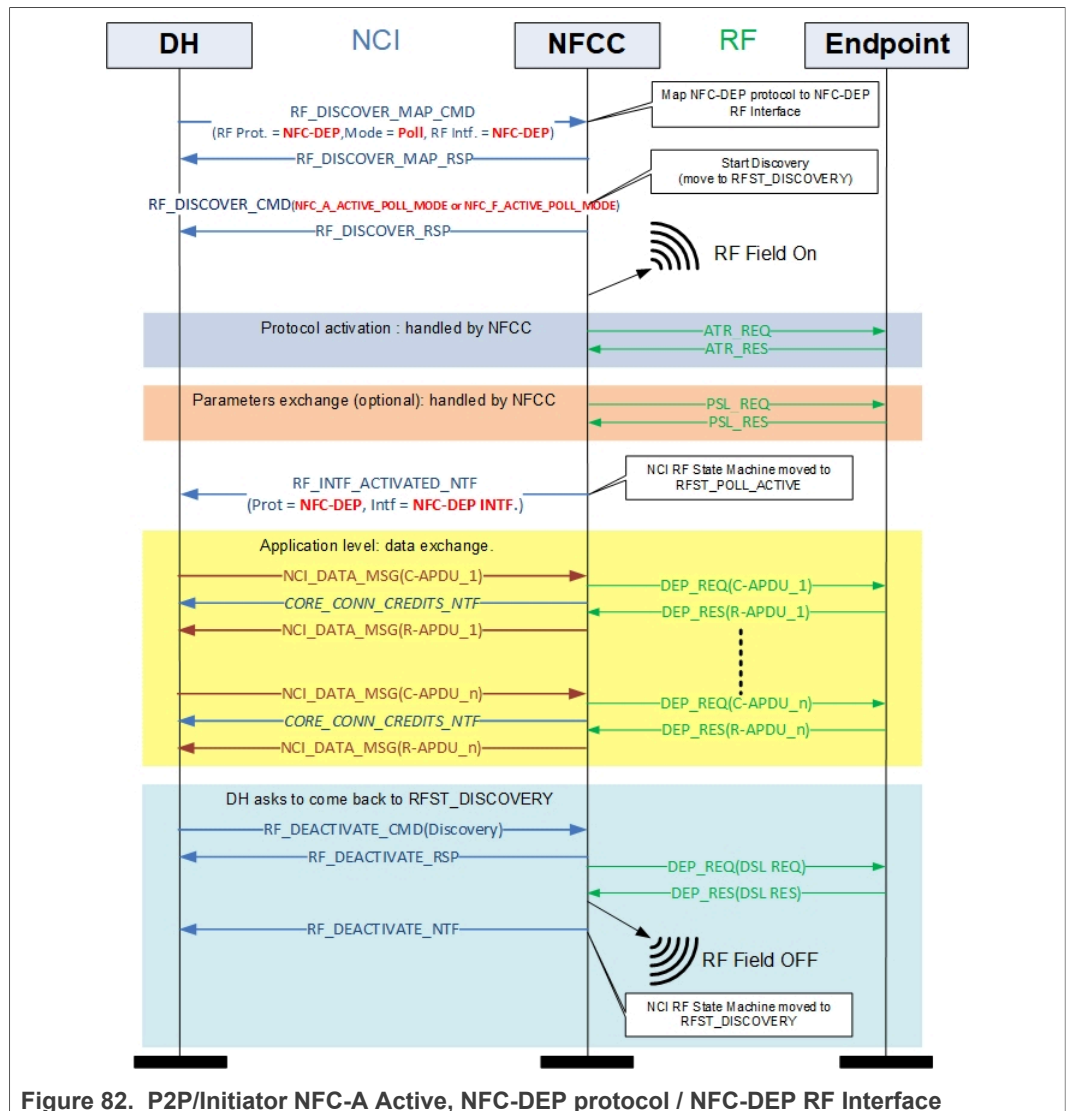 DH
NCI
NFCC
RF
Endpoint
Map NFC-DEP protocol to NFC-DEP
RF Interface
RF_DISCOVER_MAP_CMD
(RF Prot. = NFC-DEP,Mode = Poll, RF Intf. = NFC-DEP)
RF_DISCOVER_MAP_RSP
Start Discovery
(move to RFST_DISCOVERY)
RF_DISCOVER_CMD(NFC_A_ACTIVE_POLL_MODE or NFC_F_ACTIVE_POLL_MODE)
RF_DISCOVER_RSP
RF Field On
Protocol activation : handled by NFCC
ATR_REQ
ATR_RES
Parameters exchange (optional): handled by NFCC
PSL_REQ
PSL_RES
NCI RF State Machine moved to
RFST_POLL_ACTIVE
RF_INTF_ACTIVATED_NTF
(Prot = NFC-DEP, Intf = NFC-DEP INTF.)
Application level: data exchange.
NCI_DATA_MSG(C-APDU_1)
DEP_REQ(C-APDU_1)
CORE_CONN_CREDITS_NTF
DEP_RES(R-APDU_1)
NCI_DATA_MSG(R-APDU_1)
NCI_DATA_MSG(C-APDU_n)
DEP_REQ(C-APDU_n)
CORE_CONN_CREDITS_NTF
DEP_RES(R-APDU_n)
NCI_DATA_MSG(R-APDU_n)
DH asks to come back to RFST_DISCOVERY
RF_DEACTIVATE_CMD(Discovery)
RF_DEACTIVATE_RSP
DEP_REQ(DSL REQ)
DEP_RES(DSL RES)
RF_DEACTIVATE_NTF
RF Field OFF
NCI RF State Machine moved to
RFST_DISCOVERY
Figure 82. P2P/Initiator NFC-A Active, NFC-DEP protocol / NFC-DEP RF Interface